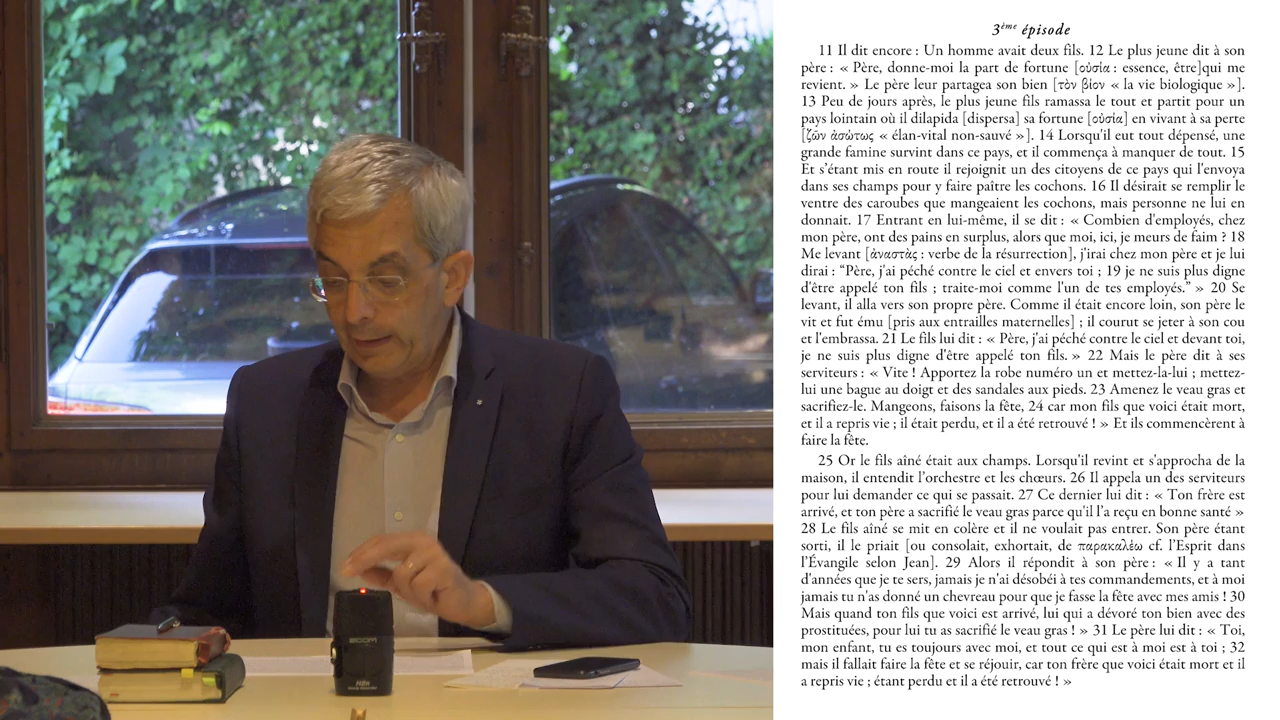 3ème épisode
11 Il dit encore : Un homme avait deux fils. 12 Le plus jeune dit à son
père : « Père, donne-moi la part de fortune [οὐσία : essence, être]qui me
revient. » Le père leur partagea son bien [τὸν βίον « la vie biologique »].
13 Peu de jours après, le plus jeune fils ramassa le tout et partit pour un
pays lointain où il dilapida [dispersa] sa fortune [οὐσία] en vivant à sa perte
[ζῶν ἀσώτως « élan-vital non-sauvé »]. 14 Lorsqu'il eut tout dépensé, une
grande famine survint dans ce pays, et il commença à manquer de tout. 15
Et s'étant mis en route il rejoignit un des citoyens de ce pays qui l'envoya
dans ses champs pour y faire paître les cochons. 16 Il désirait se remplir le
ventre des caroubes que mangeaient les cochons, mais personne ne lui en
donnait. 17 Entrant en lui-même, il se dit : « Combien d'employés, chez
mon père, ont des pains en surplus, alors que moi, ici, je meurs de faim ? 18
Me levant [ἀναστὰς : verbe de la résurrection], j'irai chez mon père et je lui
dirai : “Père, j'ai péché contre le ciel et envers toi ; 19 je ne suis plus digne
d'être appelé ton fils ; traite-moi comme l'un de tes employés.” » 20 Se
levant, il alla vers son propre père. Comme il était encore loin, son père le
vit et fut ému [pris aux entrailles maternelles] ; il courut se jeter à son cou
et l'embrassa. 21 Le fils lui dit : « Père, j'ai péché contre le ciel et devant toi,
je ne suis plus digne d'être appelé ton fils. » 22 Mais le père dit à ses
serviteurs : « Vite ! Apportez la robe numéro un et mettez-la-lui ; mettez-
lui une bague au doigt et des sandales aux pieds. 23 Amenez le veau gras et
sacrifiez-le. Mangeons, faisons la fête, 24 car mon fils que voici était mort,
et il a repris vie ; il était perdu, et il a été retrouvé ! » Et ils commencèrent à
faire la fête.
25 Or le fils aîné était aux champs. Lorsqu'il revint et s'approcha de la
maison, il entendit l'orchestre et les chœurs. 26 Il appela un des serviteurs
pour lui demander ce qui se passait. 27 Ce dernier lui dit : « Ton frère est
arrivé, et ton père a sacrifié le veau gras parce qu'il l'a reçu en bonne santé »
28 Le fils aîné se mit en colère et il ne voulait pas entrer. Son père étant
sorti, il le priait [ou consolait, exhortait, de παρακαλέω cf. l'Esprit dans
l'Évangile selon Jean]. 29 Alors il répondit à son père : « Il y a tant
d'années que je te sers, jamais je n'ai désobéi à tes commandements, et à moi
jamais tu n'as donné un chevreau pour que je fasse la fête avec mes amis ! 30
Mais quand ton fils que voici est arrivé, lui qui a dévoré ton bien avec des
prostituées, pour lui tu as sacrifié le veau gras ! » 31 Le père lui dit : « Toi,
mon enfant, tu es toujours avec moi, et tout ce qui est à moi est à toi ; 32
mais il fallait faire la fête et se réjouir, car ton frère que voici était mort et il
a repris vie ; étant perdu et il a été retrouvé ! »
zoom
H2n
Handy Recorder